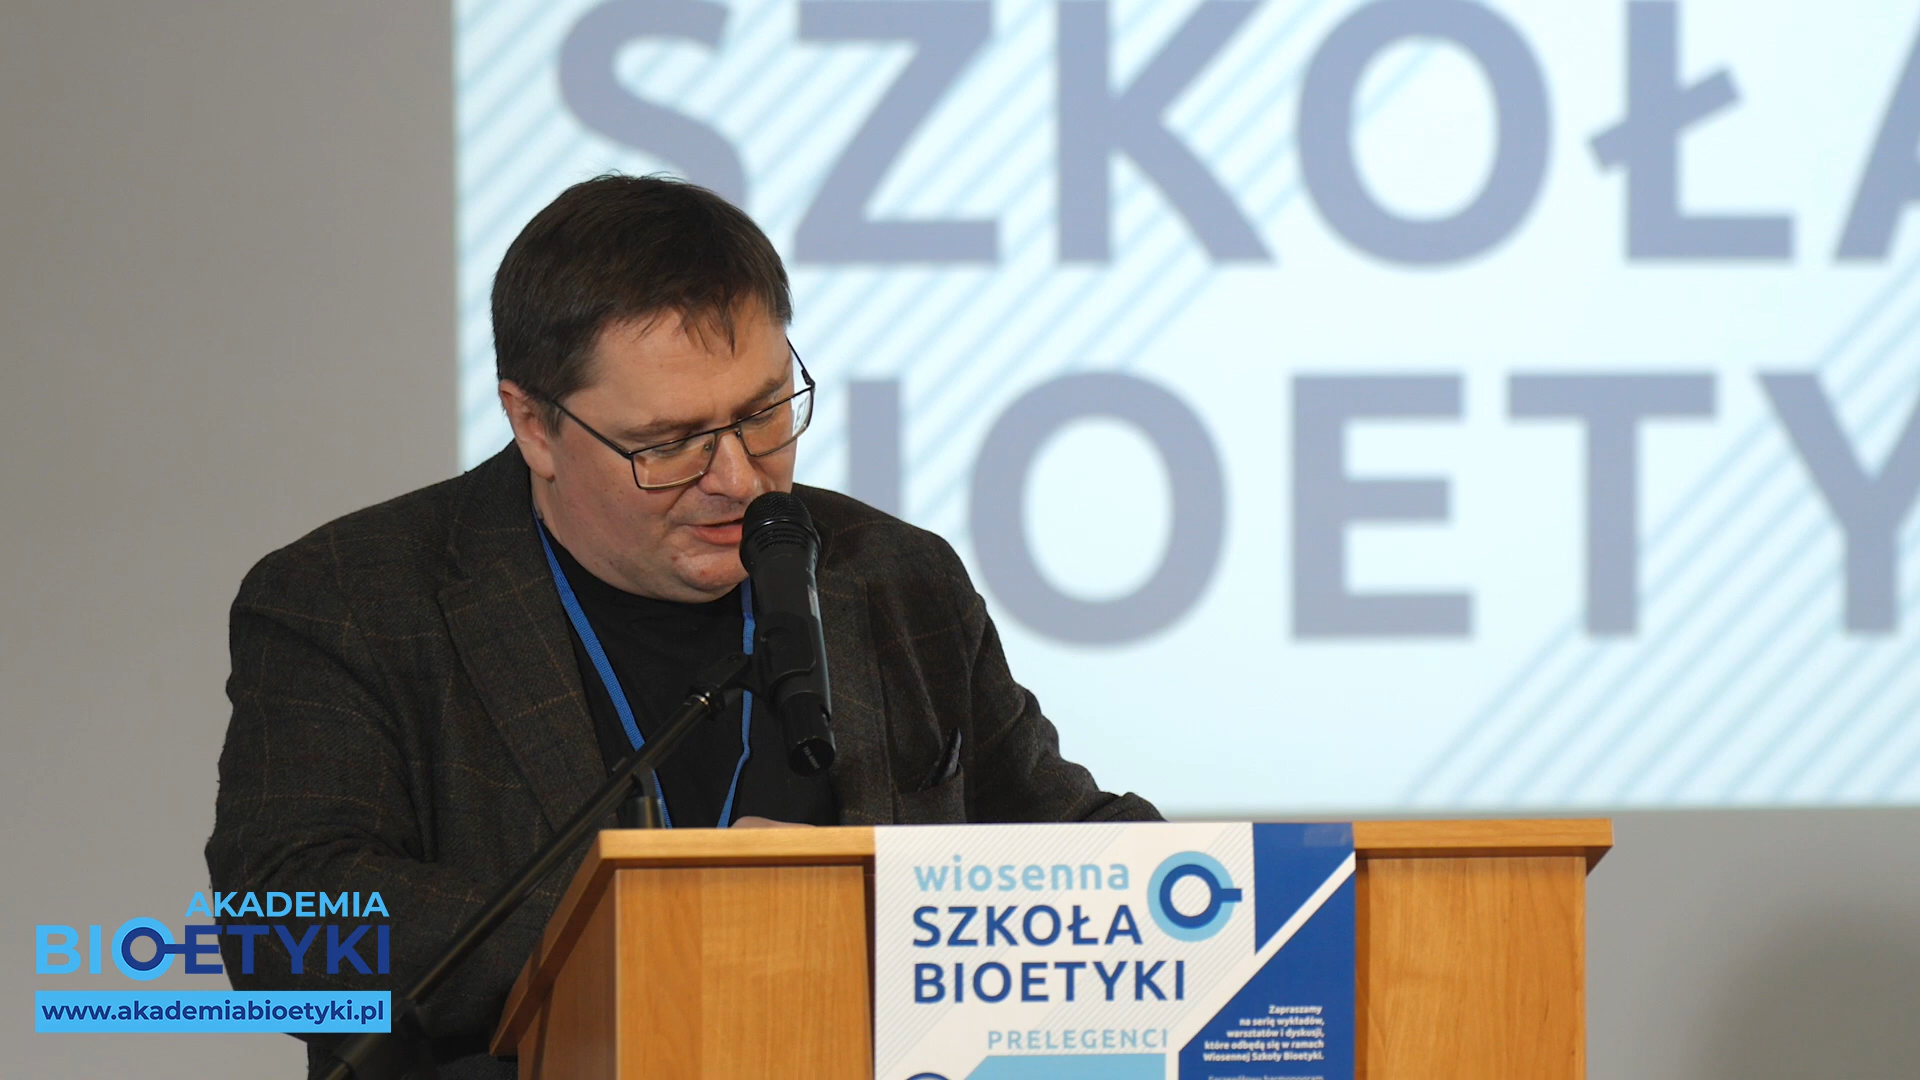 SZKOŁA
BIOETY
wiosenna
SZKOŁA
BIOETYKI
PRELEGENCI
Zapraszamy
na serię wykładów,
warsztatów i dyskusji,
które odbędą się w ramach
Wiosennej Szkoły Bioetyki.
AKADEMIA
BIOETYKI
www.akademiabioetyki.pl